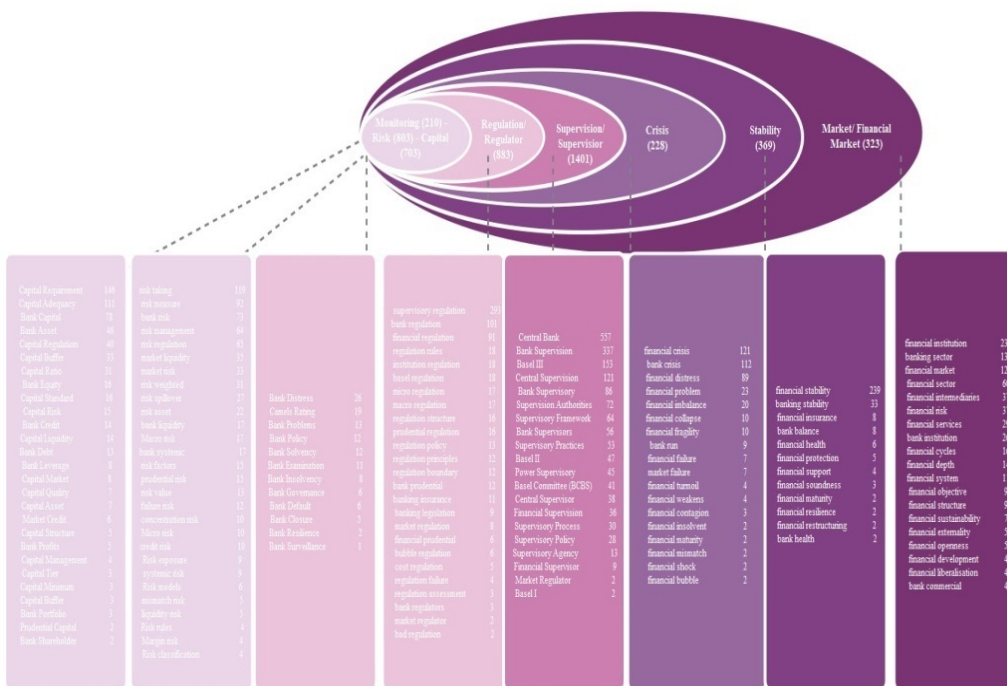 Monitoring (210) -
Risk (803) - Capital
(703)
Regulation/
Regulator
(883)
Supervision/
Supervisior
(1401)
Crisis
(228)
Stability
(369)
Market/ Financial
Market (323)
Capital Requirement 146
Capital Adequacy 131
Bank Capital 78
Bank Asset 40
Capital Regulation 40
Capital Buffer 33
Capital Ratio 31
Bank Equity
Capital Standard 16
Capital Risk 15
Bank Credit 14
Capital Liquidity
Bank Debt 13
Bank Leverage 8
Capital Market 8
Capital Quality 7
Capital Asset 7
Market Credit 6
Capital Structure 5
Bank Profits 5
Capital Management 4
Capital Tier 3
Capital Minimum
Capital Buffer 3
Bank Portfolio 3
Prudential Capital 2
Bank Shareholder 2
risk taking 119
risk measure 92
bank risk 73
risk management 64
risk regulation
market liquidity 35
market risk 33
risk weighted 31
risk spillover 27
risk asset 22
bank liquidity 17
Macro risk 17
bank systemic 17
risk factors 15
prudential risk
risk value 13
failure risk 12
concentration risk 10
Micro risk 10
credit risk 10
Risk exposure 9
systemic risk 9
Risk models 6
mismatch risk 5
liquidity risk 5
Risk rules 4
Margin risk 4
Risk classification 4
Bank Distress 26
Camels Rating 19
Bank Problems 13
Bank Policy 12
Bank Solvency 12
Bank Examination 11
Bank Insolvency 8
Bank Governance 6
Bank Default 6
Bank Closure 5
Bank Resilience 2
Bank Surveillance 1
supervisory regulation 293
bank regulation 101
financial regulation 91
regulation rules 18
institution regulation 18
basel regulation 18
micro regulation 17
macro regulation 17
regulation structure 16
prudential regulation 16
regulation policy 13
regulation principles 12
regulation boundary 12
bank prudential 12
banking insurance 11
banking legislation 9
market regulation 8
financial prudential 6
bubble regulation 6
cost regulation 5
regulation failure 4
regulation assessment 3
bank regulators 3
market regulator 2
bad regulation 2
Central Bank 557
Bank Supervision 337
Basel III 153
Central Supervision 121
Bank Supervisory 86
Supervision Authorities 72
Supervisory Framework 64
Bank Supervisors 56
Supervisory Practices 53
Basel II 47
Power Supervisory 45
Basel Committee (BCBS) 41
Central Supervisor 38
Financial Supervision 36
Supervisory Process 30
Supervisory Policy 28
Supervisory Agency 13
Financial Supervisor 9
Market Regulator 2
Basel I 2
financial crisis 121
bank crisis 112
financial distress 89
financial problem 23
financial imbalance 20
financial collapse 10
financial fragility 10
bank run 9
financial failure 7
market failure 7
financial turmoil 4
financial weakens 4
financial contagion 3
financial insolvent 2
financial maturity 2
financial mismatch 2
financial shock 2
financial bubble 2
financial stability 239
banking stability 33
financial insurance 8
bank balance 8
financial health 6
financial protection 5
financial support 4
financial soundness 3
financial maturity 2
financial resilience 2
financial restructuring 2
bank health 2
financial institution
banking sector
financial market
financial sector
financial intermediaries
financial risk
financial services
bank institution
financial cycles
financial depth
financial system
financial objective 9
financial structure 9
financial sustainability
financial externality 5
financial openness 5
financial development 4
financial liberalisation 4
bank commercial 4